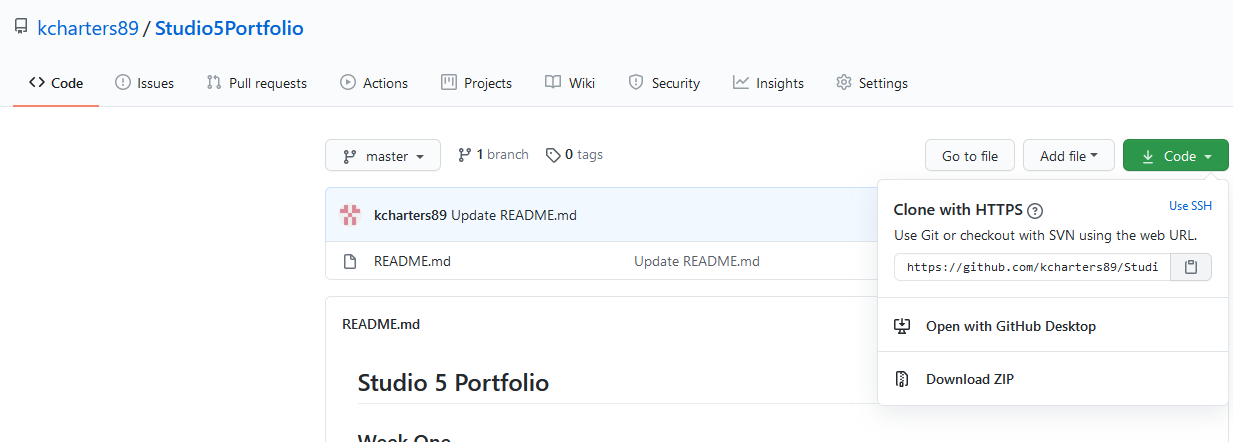 kcharters89 / Studio5Portfolio
Code Issues Pull requests Actions Projects Wiki Security Insights Settings
master 1 branch 0 tags Go to file Add file Code
Clone with HTTPS ? Use SSH
Use Git or checkout with SVN using the web URL.
https://github.com/kcharters89/Studi
Open with GitHub Desktop
Download ZIP
kcharters89 Update README.md
README.md Update README.md
README.md
Studio 5 Portfolio
Week One